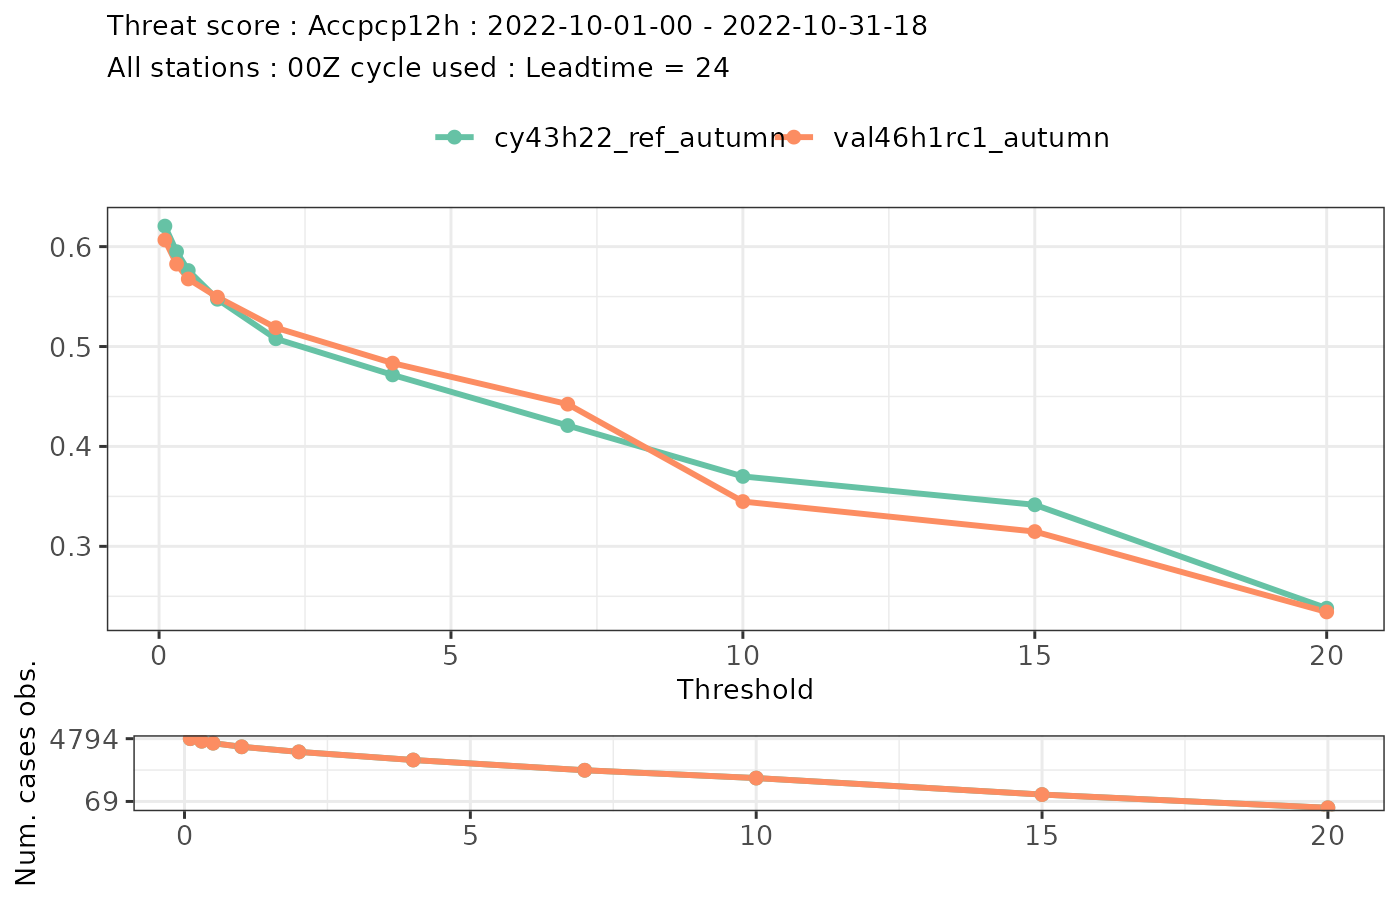 Threat score : Accpcp12h : 2022-10-01-00 - 2022-10-31-18
All stations : 00Z cycle used : Leadtime = 24
cy43h22_ref_autumn val46h1rc1_autumn
0.6
0.5
0.4
0.3
0 5 10 15 20
Threshold
Num. cases obs.
4794
69
0 5 10 15 20